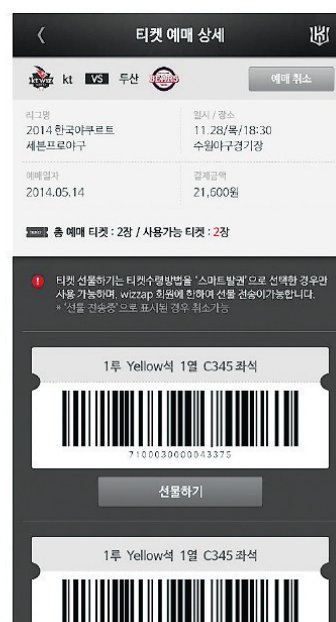 티켓 예매 상세
kt VS 두산
예매 취소
리그명
2014 한국야쿠르트
세븐프로야구
일시 / 장소
11.28/목/18:30
수원야구경기장
예매일자
2014.05.14
결제금액
21,600원
총 예매 티켓 : 2장 / 사용가능 티켓 : 2장
티켓 선물하기는 티켓수령방법을 '스마트발권'으로 선택한 경우만
사용 가능하며, wizzap 회원에 한하여 선물 전송이가능합니다.
* '선물 전송중'으로 표시된 경우 취소가능
1루 Yellow석 1열 C345 좌석
7100030000043375
선물하기
1루 Yellow석 1열 C345 좌석